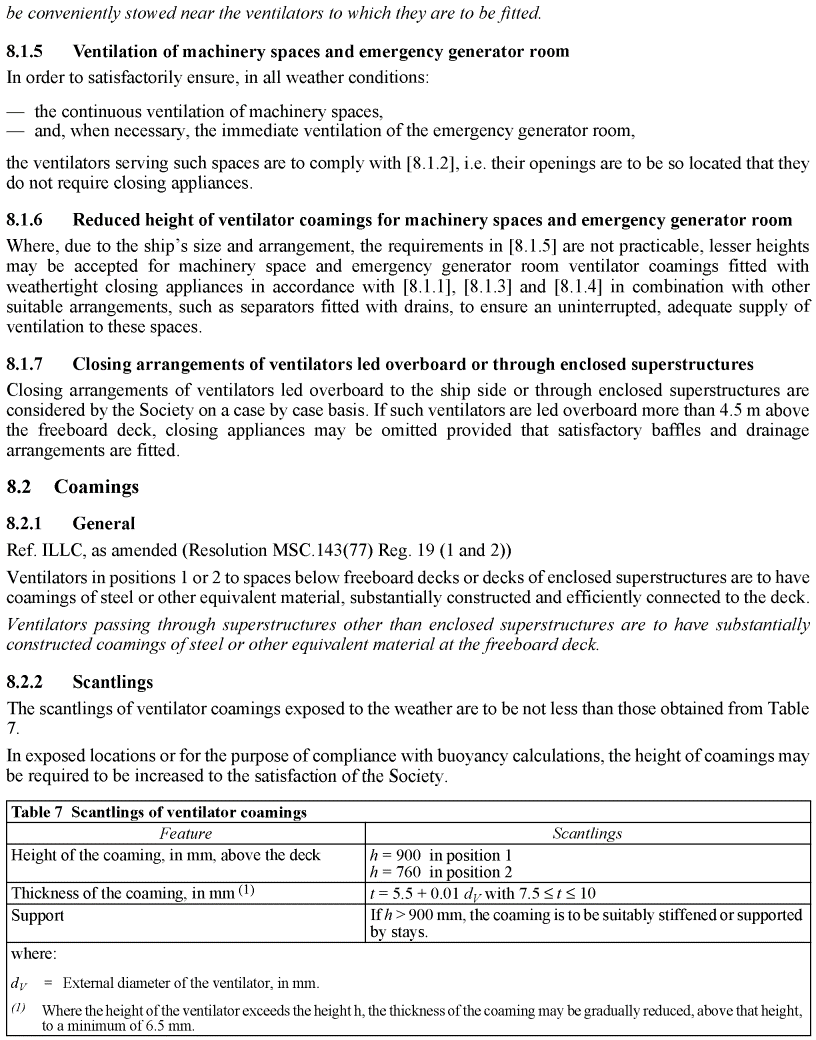 be conveniently stowed near the ventilators to which they are to be fitted.
8.1.5 Ventilation of machinery spaces and emergency generator room
In order to satisfactorily ensure, in all weather conditions:
— the continuous ventilation of machinery spaces,
— and, when necessary, the immediate ventilation of the emergency generator room,
the ventilators serving such spaces are to comply with [8.1.2], i.e. their openings are to be so located that they
do not require closing appliances.
8.1.6 Reduced height of ventilator coamings for machinery spaces and emergency generator room
Where, due to the ship’s size and arrangement, the requirements in [8.1.5] are not practicable, lesser heights
may be accepted for machinery space and emergency generator room ventilator coamings fitted with
weathertight closing appliances in accordance with [8.1.1], [8.1.3] and [8.1.4] in combination with other
suitable arrangements, such as separators fitted with drains, to ensure an uninterrupted, adequate supply of
ventilation to these spaces.
8.1.7 Closing arrangements of ventilators led overboard or through enclosed superstructures
Closing arrangements of ventilators led overboard to the ship side or through enclosed superstructures are
considered by the Society on a case by case basis. If such ventilators are led overboard more than 4.5 m above
the freeboard deck, closing appliances may be omitted provided that satisfactory baffles and drainage
arrangements are fitted.
8.2 Coamings
8.2.1 General
Ref. ILLC, as amended (Resolution MSC.143(77) Reg. 19 (1 and 2))
Ventilators in positions 1 or 2 to spaces below freeboard decks or decks of enclosed superstructures are to have
coamings of steel or other equivalent material, substantially constructed and efficiently connected to the deck.
Ventilators passing through superstructures other than enclosed superstructures are to have substantially
constructed coamings of steel or other equivalent material at the freeboard deck.
8.2.2 Scantlings
The scantlings of ventilator coamings exposed to the weather are to be not less than those obtained from Table
7.
In exposed locations or for the purpose of compliance with buoyancy calculations, the height of coamings may
be required to be increased to the satisfaction of the Society.
Table 7 Scantlings of ventilator coamings
Feature Scantlings
Height of the coaming, in mm, above the deck h = 900 in position 1
h = 760 in position 2
Thickness of the coaming, in mm (1) t = 5.5 + 0.01 dV with 7.5 ≤ t ≤ 10
Support If h > 900 mm, the coaming is to be suitably stiffened or supported
by stays.
where:
dV = External diameter of the ventilator, in mm.
(1) Where the height of the ventilator exceeds the height h, the thickness of the coaming may be gradually reduced, above that height,
to a minimum of 6.5 mm.